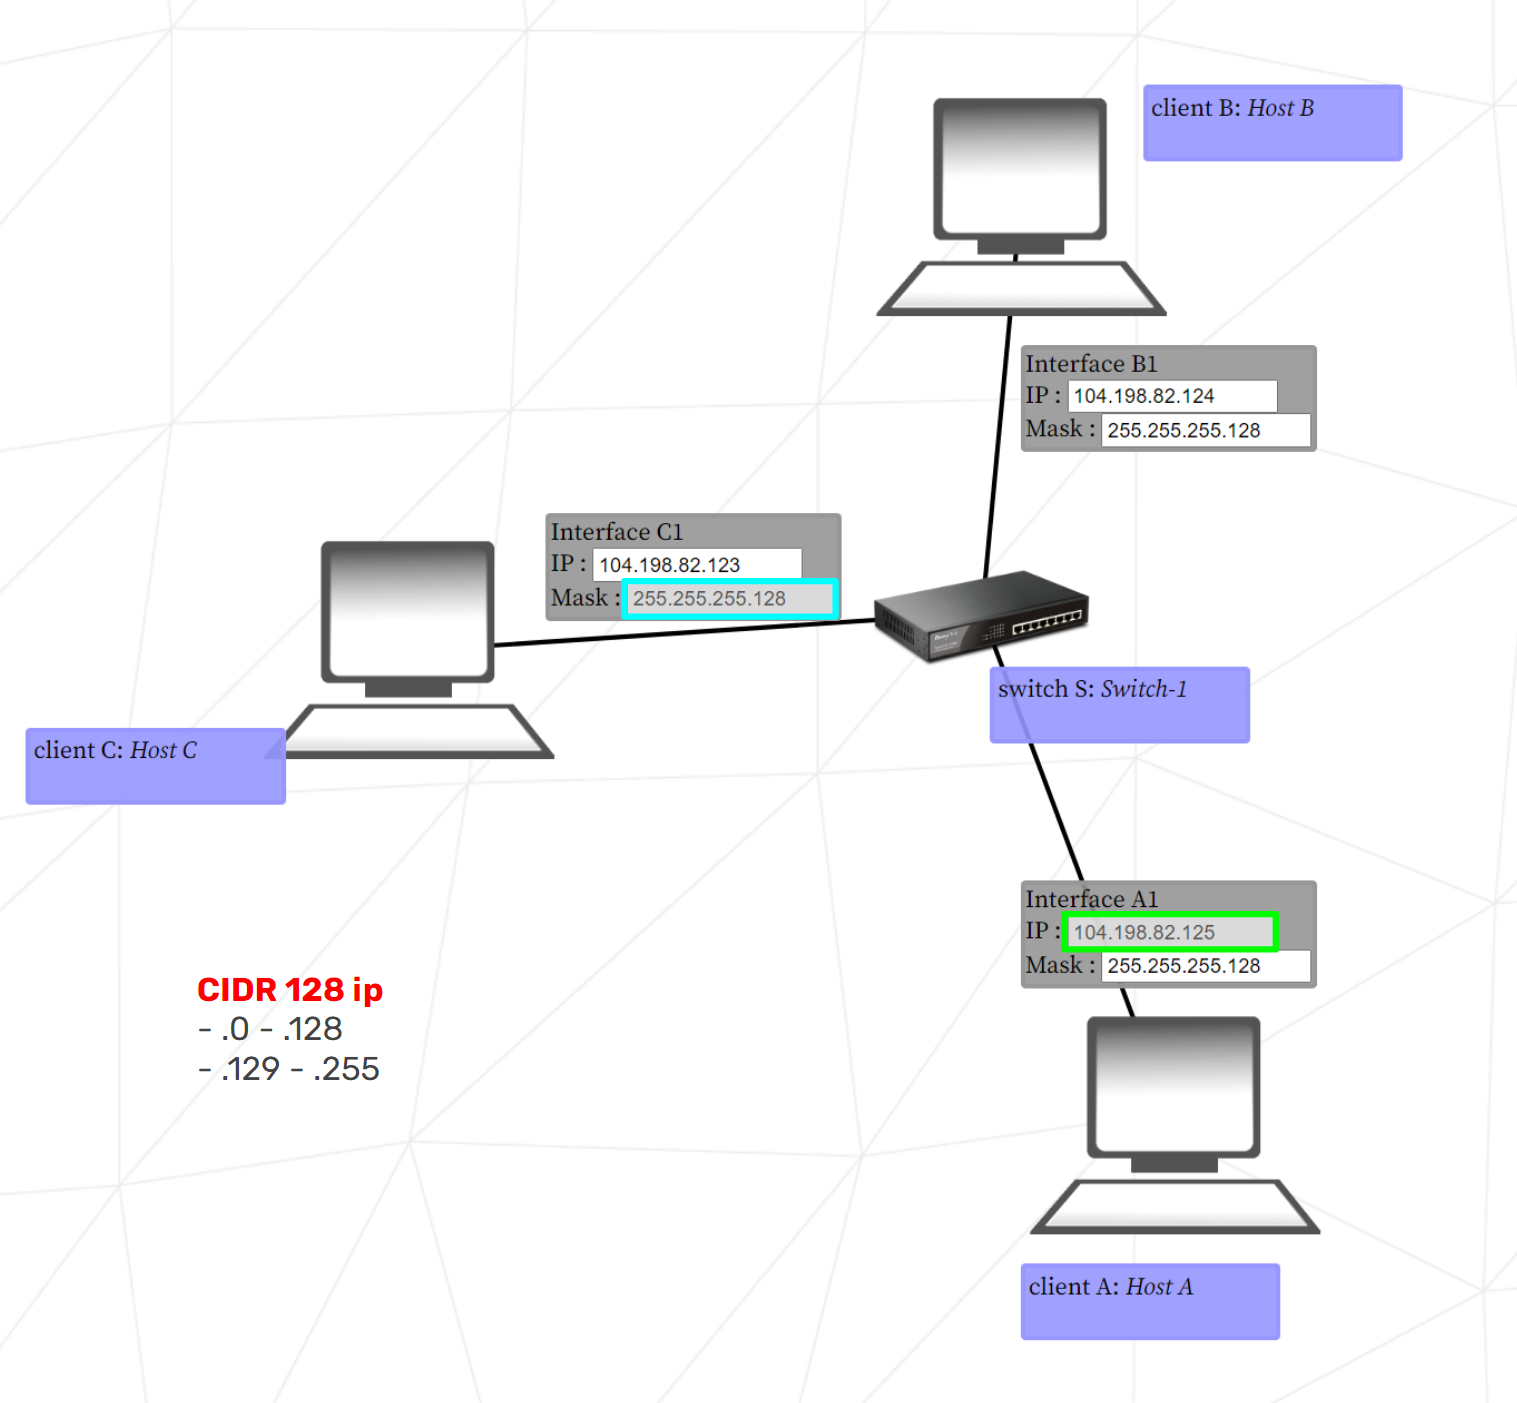 client B: Host B
Interface B1
IP : 104.198.82.124
Mask : 255.255.255.128
Interface C1
IP : 104.198.82.123
Mask : 255.255.255.128
switch S: Switch-1
client C: Host C
Interface A1
IP : 104.198.82.125
Mask : 255.255.255.128
CIDR 128 ip
- .0 - .128
- .129 - .255
client A: Host A